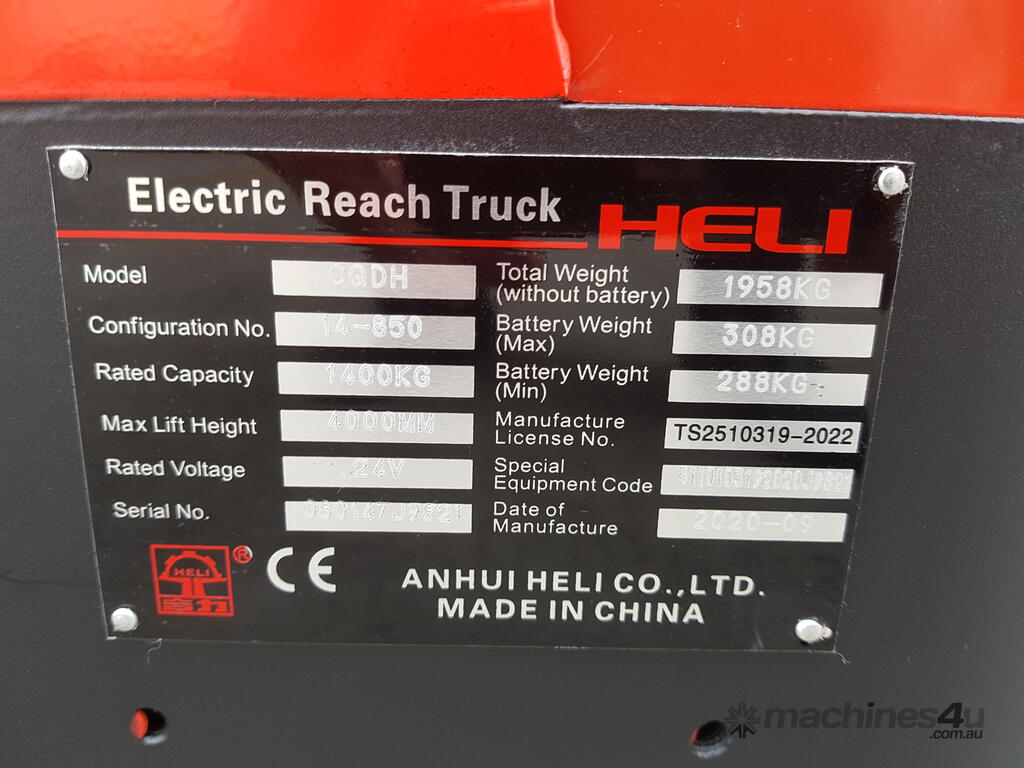 Electric Reach Truck HELI
Model CQDH
Configuration No. 14-850
Rated Capacity 1400KG
Max Lift Height 4000MM
Rated Voltage 24V
Serial No. 080147J9821
Total Weight
(without battery) 1958KG
Battery Weight
(Max) 308KG
Battery Weight
(Min) 288KG
Manufacture
License No. TS2510319-2022
Special
Equipment Code
Date of
Manufacture 2020-09
HELI
合力
®
CE
ANHUI HELI CO.,LTD.
MADE IN CHINA
machines4u
.com.au